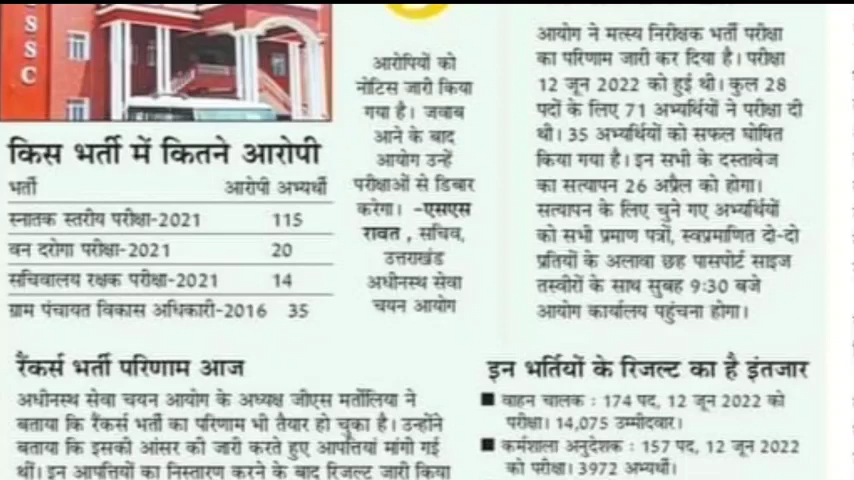 SSSC
किस भर्ती में कितने आरोपी
भर्ती आरोपी अभ्यर्थी
स्नातक स्तरीय परीक्षा-2021 115
वन दरोगा परीक्षा-2021 20
सचिवालय रक्षक परीक्षा-2021 14
ग्राम पंचायत विकास अधिकारी-2016 35
आरोपियों को
नोटिस जारी किया
गया है। जवाब
आने के बाद
आयोग उन्हें
परीक्षाओं से डिबार
करेगा। -एसएस
रावत, सचिव,
उत्तराखंड
अधीनस्थ सेवा
चयन आयोग
आयोग ने मत्स्य निरीक्षक भर्ती परीक्षा
का परिणाम जारी कर दिया है। परीक्षा
12 जून 2022 को हुई थी। कुल 28
पदों के लिए 71 अभ्यर्थियों ने परीक्षा दी
थी। 35 अभ्यर्थियों को सफल घोषित
किया गया है। इन सभी के दस्तावेज
का सत्यापन 26 अप्रैल को होगा।
सत्यापन के लिए चुने गए अभ्यर्थियों
को सभी प्रमाण पत्रों, स्वप्रमाणित दो-दो
प्रतियों के अलावा छह पासपोर्ट साइज
तस्वीरों के साथ सुबह 9:30 बजे
आयोग कार्यालय पहुंचना होगा।
रैंकर्स भर्ती परिणाम आज
अधीनस्थ सेवा चयन आयोग के अध्यक्ष जीएस मर्तोलिया ने
बताया कि रैंकर्स भर्ती का परिणाम भी तैयार हो चुका है। उन्होंने
बताया कि इसकी आंसर की जारी करते हुए आपत्तियां मांगी गई
थीं। इन आपत्तियों का निस्तारण करने के बाद रिजल्ट जारी किया
इन भर्तियों के रिजल्ट का है इंतजार
■ वाहन चालक : 174 पद, 12 जून 2022 को
परीक्षा। 14,075 उम्मीदवार।
■ कर्मशाला अनुदेशक : 157 पद, 12 जून 2022
को परीक्षा। 3972 अभ्यर्थी।